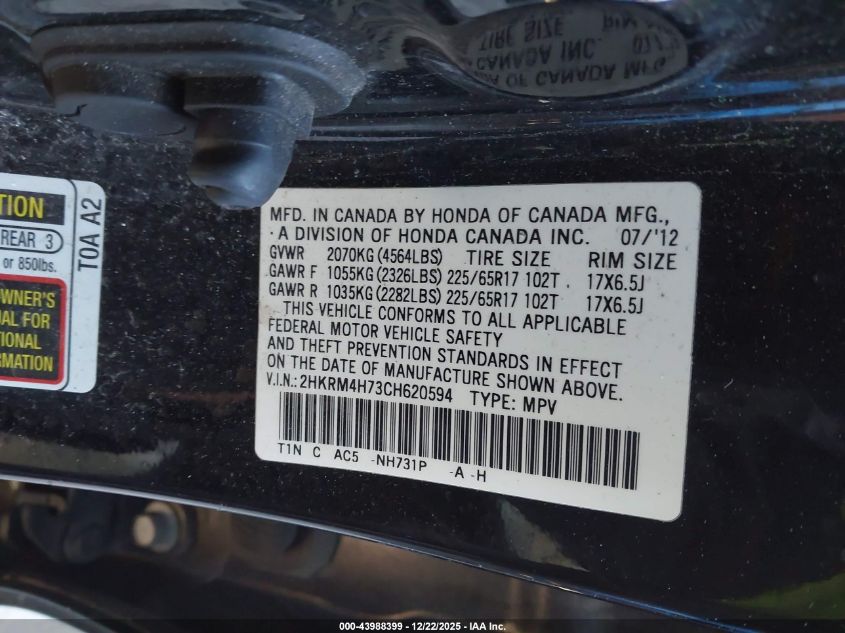 TION
REAR 3
or 850lbs.
OWNER'S
UAL FOR
TIONAL
ORMATION
T0A A2
MFD. IN CANADA BY HONDA OF CANADA MFG.,
A DIVISION OF HONDA CANADA INC. 07/'12
GVWR 2070KG (4564LBS) TIRE SIZE RIM SIZE
GAWR F 1055KG (2326LBS) 225/65R17 102T 17X6.5J
GAWR R 1035KG (2282LBS) 225/65R17 102T 17X6.5J
THIS VEHICLE CONFORMS TO ALL APPLICABLE
FEDERAL MOTOR VEHICLE SAFETY
AND THEFT PREVENTION STANDARDS IN EFFECT
ON THE DATE OF MANUFACTURE SHOWN ABOVE.
V.I.N.: 2HKRM4H73CH620594 TYPE: MPV
T1N C AC5 -NH731P -A -H
000-43988399 - 12/22/2025 - IAA Inc.